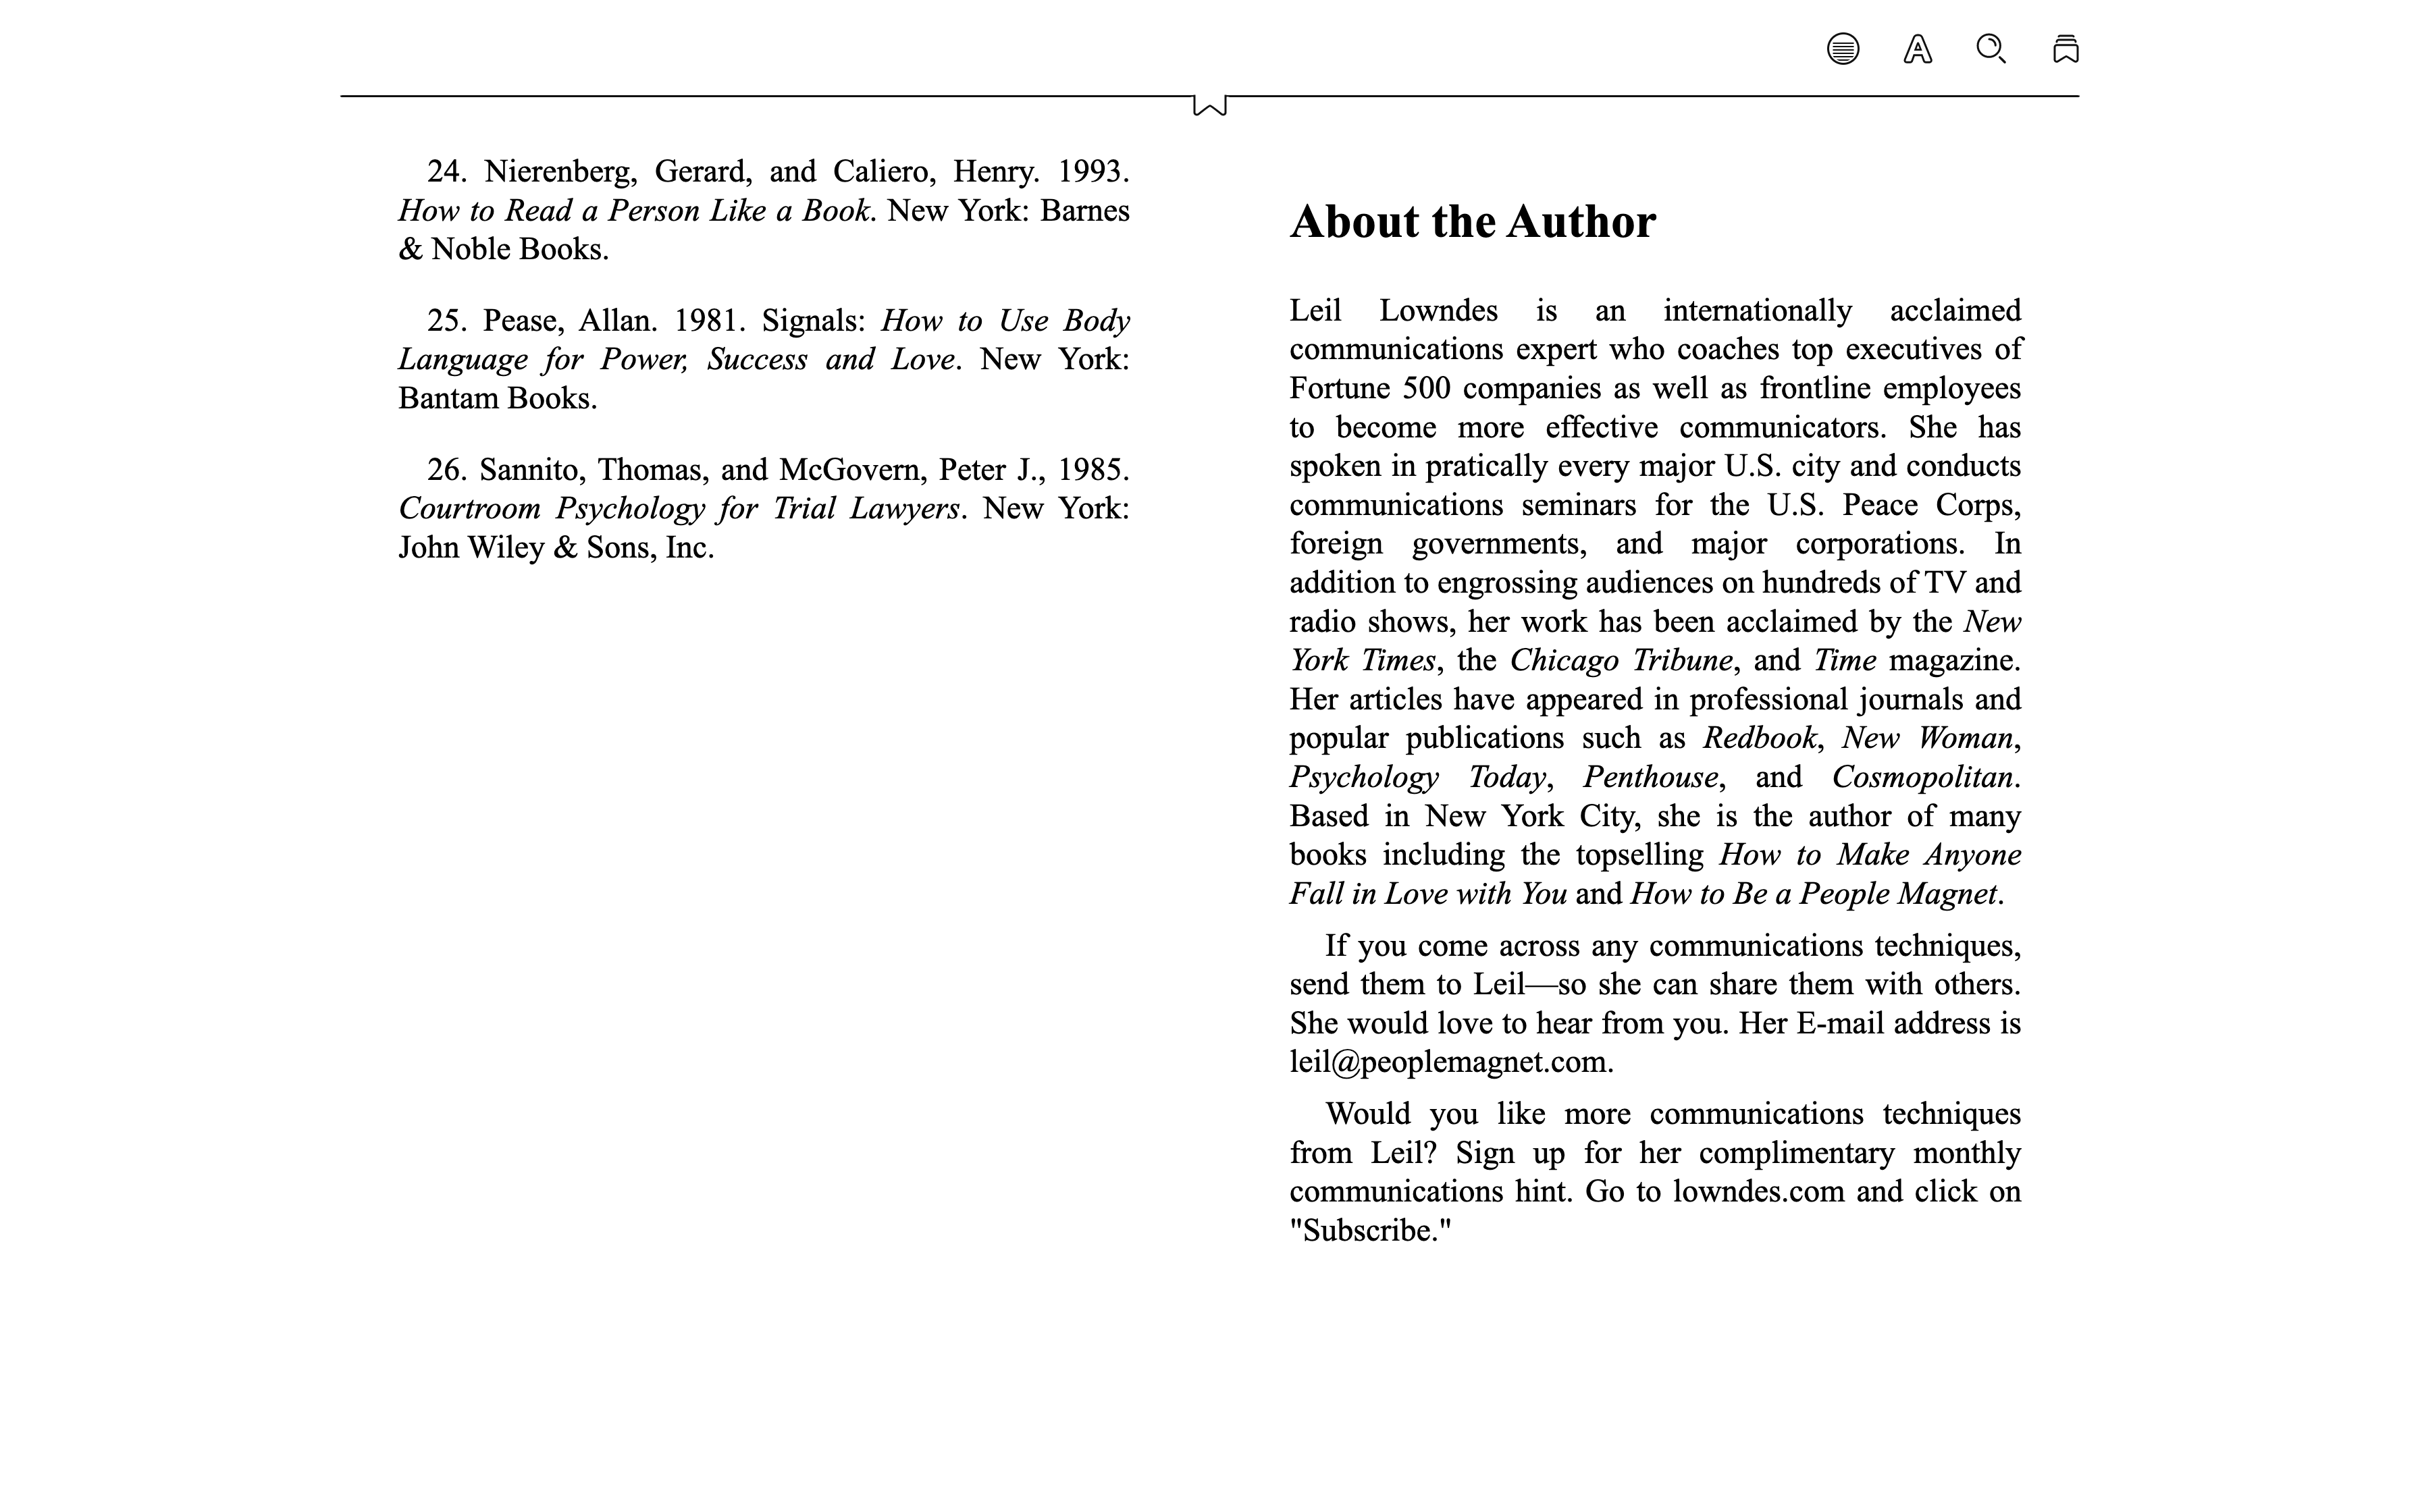 24. Nierenberg, Gerard, and Caliero, Henry. 1993.
How to Read a Person Like a Book. New York: Barnes
& Noble Books.
25. Pease, Allan. 1981. Signals: How to Use Body
Language for Power, Success and Love. New York:
Bantam Books.
26. Sannito, Thomas, and McGovern, Peter J., 1985.
Courtroom Psychology for Trial Lawyers. New York:
John Wiley & Sons, Inc.
About the Author
Leil Lowndes is an internationally acclaimed
communications expert who coaches top executives of
Fortune 500 companies as well as frontline employees
to become more effective communicators. She has
spoken in pratically every major U.S. city and conducts
communications seminars for the U.S. Peace Corps,
foreign governments, and major corporations. In
addition to engrossing audiences on hundreds of TV and
radio shows, her work has been acclaimed by the New
York Times, the Chicago Tribune, and Time magazine.
Her articles have appeared in professional journals and
popular publications such as Redbook, New Woman,
Psychology Today, Penthouse, and Cosmopolitan.
Based in New York City, she is the author of many
books including the topselling How to Make Anyone
Fall in Love with You and How to Be a People Magnet.
If you come across any communications techniques,
send them to Leil—so she can share them with others.
She would love to hear from you. Her E-mail address is
leil@peoplemagnet.com.
Would you like more communications techniques
from Leil? Sign up for her complimentary monthly
communications hint. Go to lowndes.com and click on
"Subscribe."